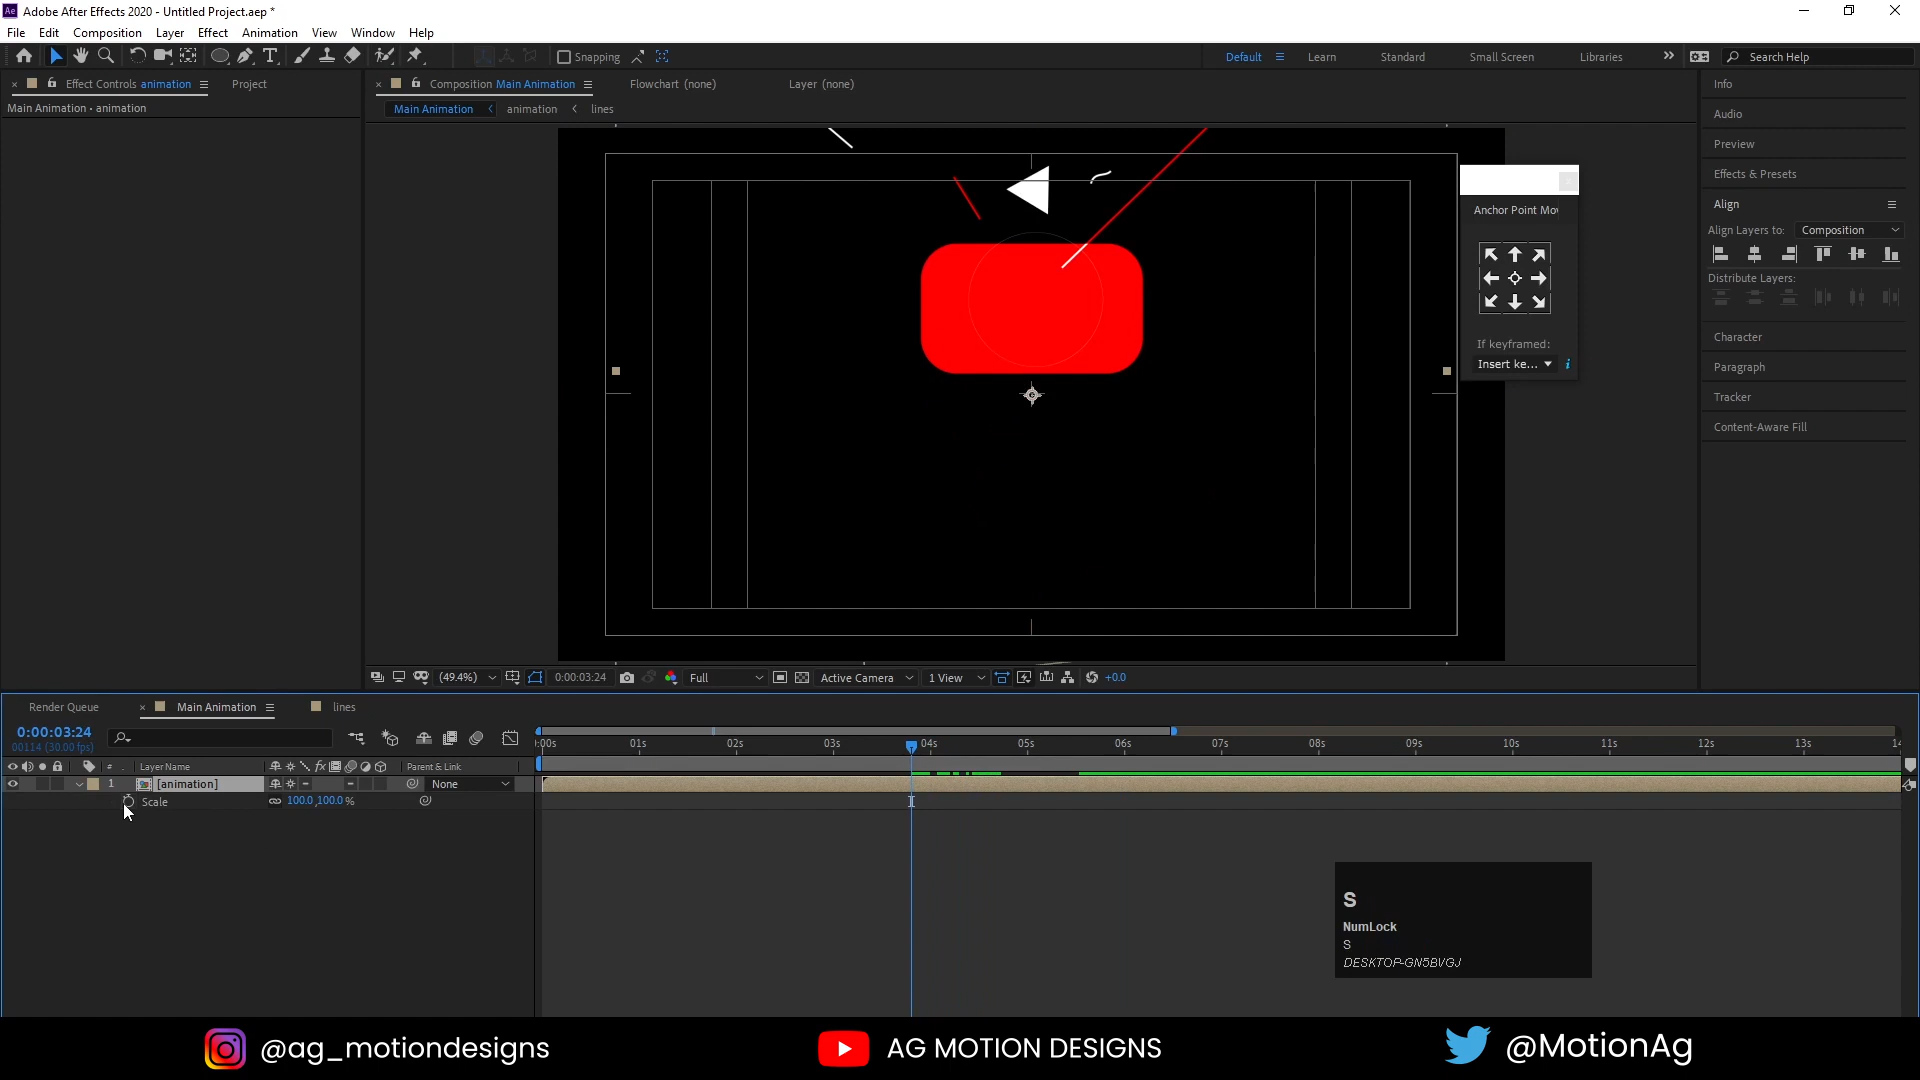 Adobe After Effects 2020 - Untitled Project.aep *
File Edit Composition Layer Effect Animation View Window Help
Snapping
Default Learn Standard Small Screen Libraries Search Help
Effect Controls animation Project
Composition Main Animation Flowchart (none) Layer (none)
Main Animation • animation
Main Animation animation lines
Info
Audio
Preview
Effects & Presets
Align
Align Layers to: Composition
Distribute Layers:
Character
Paragraph
Tracker
Content-Aware Fill
Anchor Point Mov
If keyframed:
Insert ke...
(49.4%) 0:00:03:24 Full Active Camera 1 View +0.0
Render Queue Main Animation lines
0:00:03:24
00114 (30.00 fps)
:00s 01s 02s 03s 04s 05s 06s 07s 08s 09s 10s 11s 12s 13s 14
# Layer Name Parent & Link
1 [animation] None
Scale 100.0,100.0 %
S
NumLock
S
DESKTOP-GN5BVGJ
@ag_motiondesigns AG MOTION DESIGNS @MotionAg